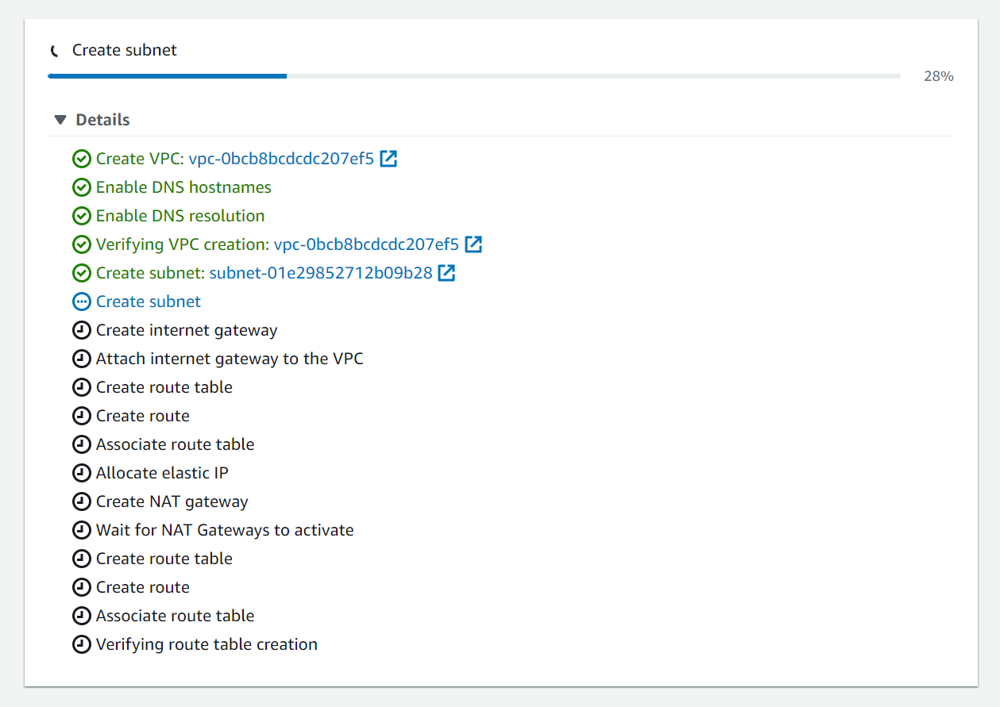 Create subnet
28%
Details
Create VPC: vpc-0bcb8bcdcdc207ef5
Enable DNS hostnames
Enable DNS resolution
Verifying VPC creation: vpc-0bcb8bcdcdc207ef5
Create subnet: subnet-01e29852712b09b28
Create subnet
Create internet gateway
Attach internet gateway to the VPC
Create route table
Create route
Associate route table
Allocate elastic IP
Create NAT gateway
Wait for NAT Gateways to activate
Create route table
Create route
Associate route table
Verifying route table creation